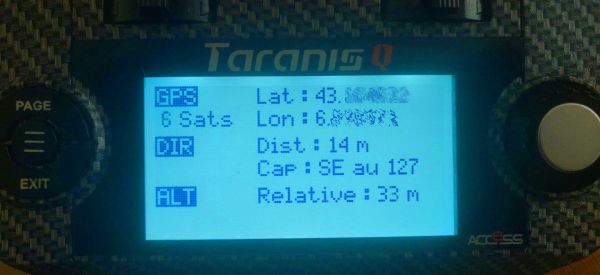 Taranis Q
PAGE
EXIT
GPS Lat : 43.
6 Sats Lon : 6.
DIR Dist : 14 m
Cap : SE au 127
ALT Relative : 33 m
ACCESS